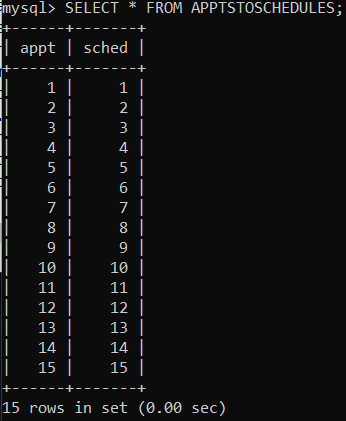 mysql> SELECT * FROM APPTSTOSCHEDULES;
+------+-------+
| appt | sched |
+------+-------+
|    1 |     1 |
|    2 |     2 |
|    3 |     3 |
|    4 |     4 |
|    5 |     5 |
|    6 |     6 |
|    7 |     7 |
|    8 |     8 |
|    9 |     9 |
|   10 |    10 |
|   11 |    11 |
|   12 |    12 |
|   13 |    13 |
|   14 |    14 |
|   15 |    15 |
+------+-------+
15 rows in set (0.00 sec)